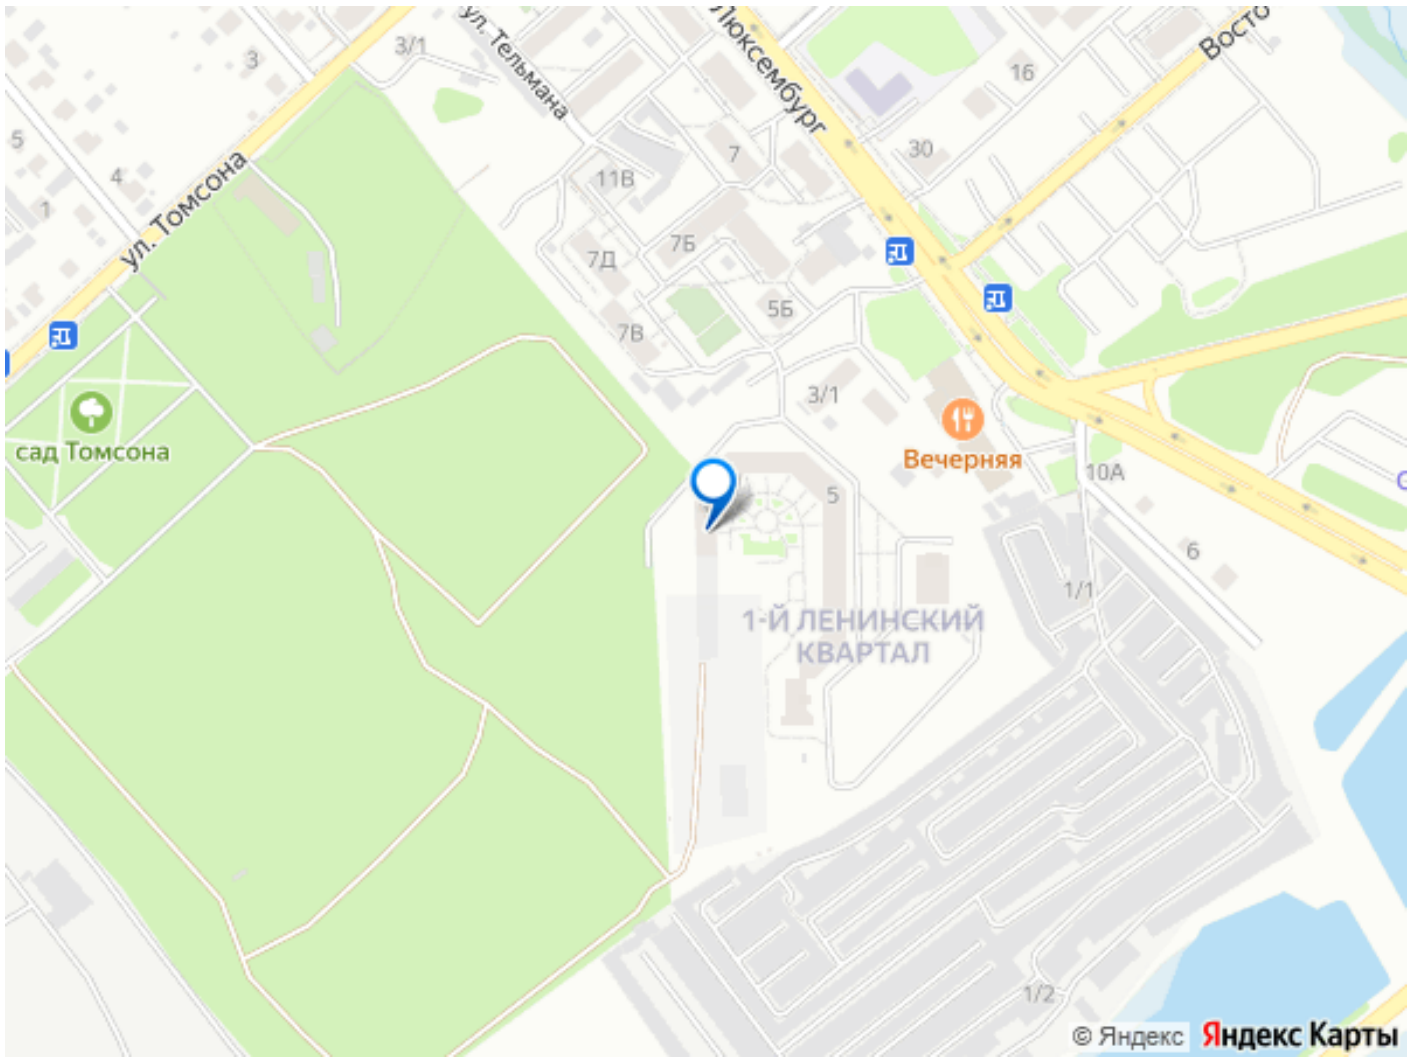 3/1
ул. Тельмана
Люксембург
Восто
3
16
5
7
30
4
11В
1
ул. Томсона
7Б
7Д
5Б
7В
3/1
сад Томсона
Вечерняя
10А
5
6
1/1
1-Й ЛЕНИНСКИЙ
КВАРТАЛ
1/2
© Яндекс
Яндекс Карты